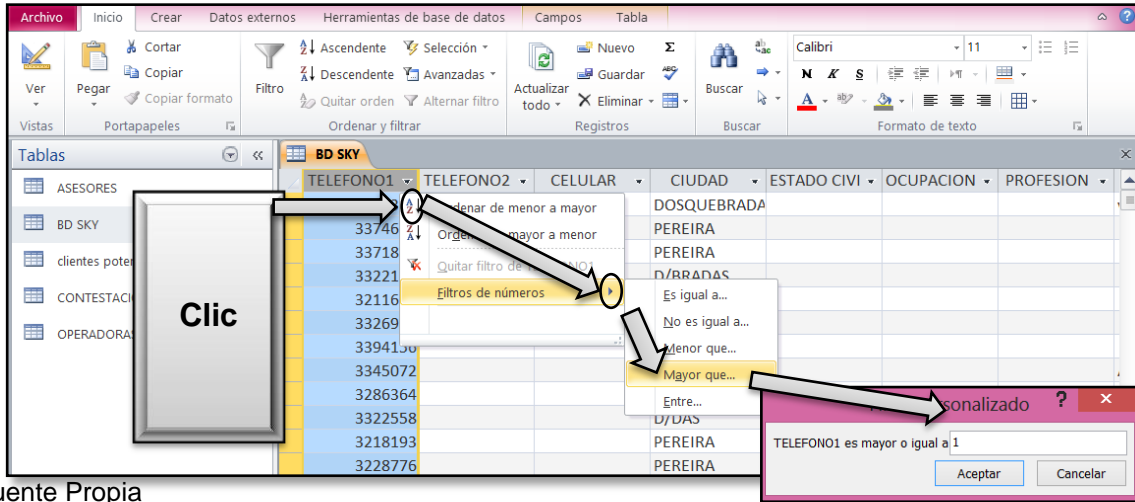 Archivo Inicio Crear Datos externos Herramientas de base de datos Campos Tabla
Ver
Vistas
Pegar
Cortar
Copiar
Copiar formato
Portapapeles
Filtro
Ascendente
Descendente
Quitar orden
Selección
Avanzadas
Alternar filtro
Ordenar y filtrar
Actualizar
todo
Nuevo
Guardar
Eliminar
Registros
Buscar
Buscar
Calibri 11
N K S
Formato de texto
Tablas
ASESORES
BD SKY
clientes poter
CONTESTACI
OPERADORAS
Clic
BD SKY
TELEFONO1 TELEFONO2 CELULAR CIUDAD ESTADO CIVI OCUPACION PROFESION
DOSQUEBRADA
33746 PEREIRA
33718 PEREIRA
33221 D/BRADAS
32116
33269
3394136
3345072
3286364
3322558 D/DAS
3218193 PEREIRA
3228776 PEREIRA
Ordenar de menor a mayor
mayor a menor
Quitar filtro de
Filtros de números
Es igual a...
No es igual a...
Menor que...
Mayor que...
Entre...
sonalizado ? x
TELEFONO1 es mayor o igual a 1
Aceptar Cancelar
uente Propia